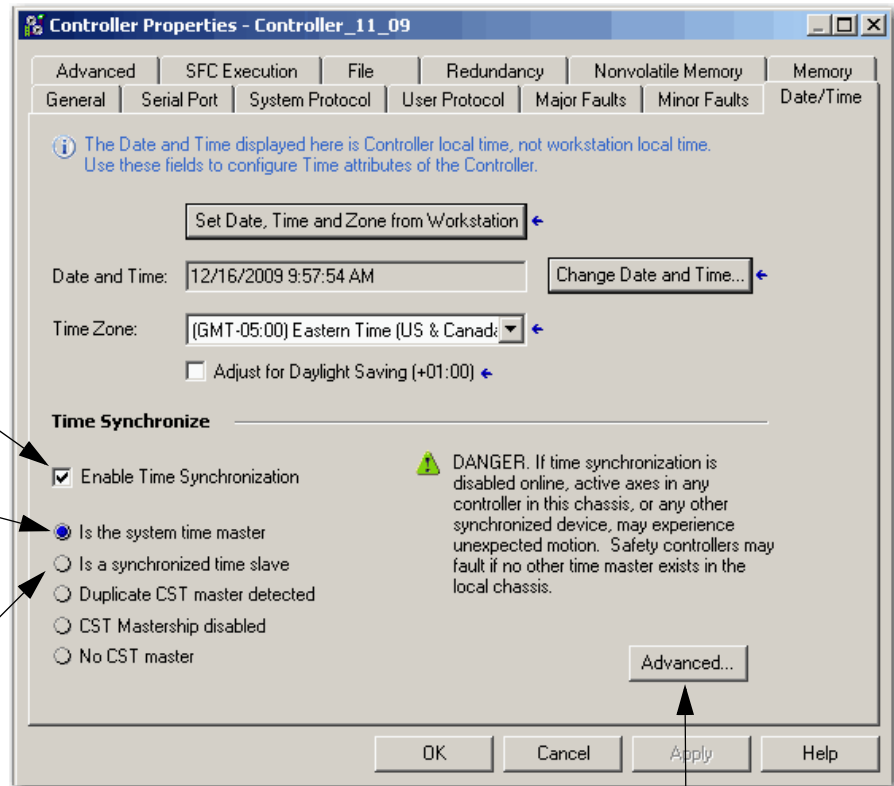 Controller Properties - Controller_11_09
Advanced SFC Execution File Redundancy Nonvolatile Memory Memory
General Serial Port System Protocol User Protocol Major Faults Minor Faults Date/Time
The Date and Time displayed here is Controller local time, not workstation local time.
Use these fields to configure Time attributes of the Controller.
Set Date, Time and Zone from Workstation
Date and Time: 12/16/2009 9:57:54 AM Change Date and Time...
Time Zone: (GMT-05:00) Eastern Time (US & Canada
Adjust for Daylight Saving (+01:00)
Time Synchronize
Enable Time Synchronization
Is the system time master
Is a synchronized time slave
Duplicate CST master detected
CST Mastership disabled
No CST master
DANGER. If time synchronization is
disabled online, active axes in any
controller in this chassis, or any other
synchronized device, may experience
unexpected motion. Safety controllers may
fault if no other time master exists in the
local chassis.
Advanced...
OK Cancel Apply Help